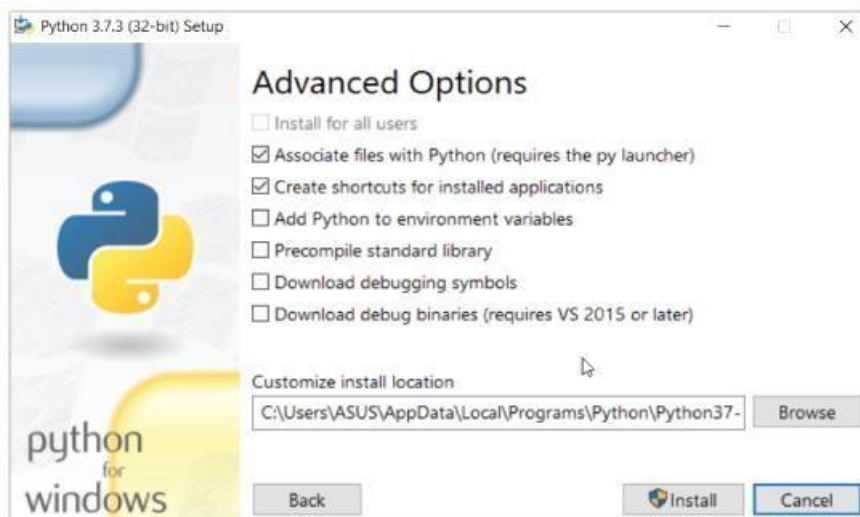 Python 3.7.3 (32-bit) Setup
Advanced Options
Install for all users
Associate files with Python (requires the py launcher)
Create shortcuts for installed applications
Add Python to environment variables
Precompile standard library
Download debugging symbols
Download debug binaries (requires VS 2015 or later)
Customize install location
C:\Users\ASUS\AppData\Local\Programs\Python\Python37- Browse
python
for
windows
Back Install Cancel